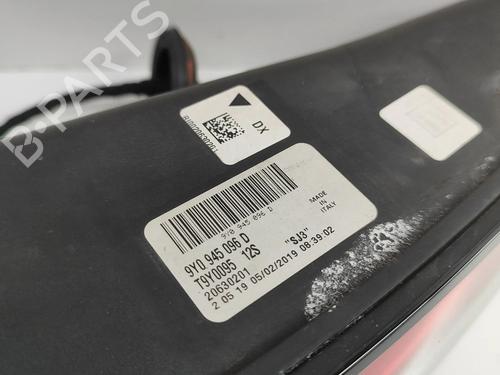 B-PARTS
DX
9Y0 945 096 D
9Y0 945 096 D
T9Y0095 12S
20630201 "SJ3"
2 05 19 05/02/2019 08:39:02
MADE
IN
ITALY